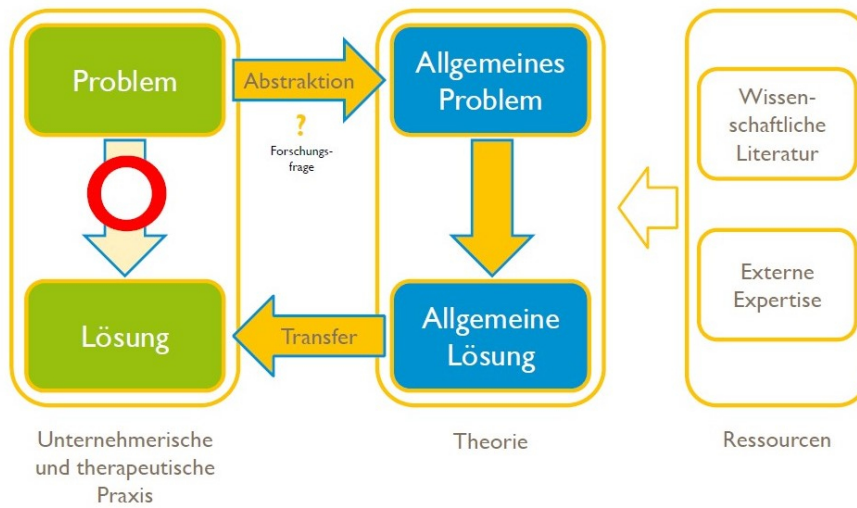 Problem
Abstraktion
?
Forschungs-
frage
Allgemeines
Problem
Wissen-
schaftliche
Literatur
Externe
Expertise
Lösung
Transfer
Allgemeine
Lösung
Unternehmerische
und therapeutische
Praxis
Theorie
Ressourcen